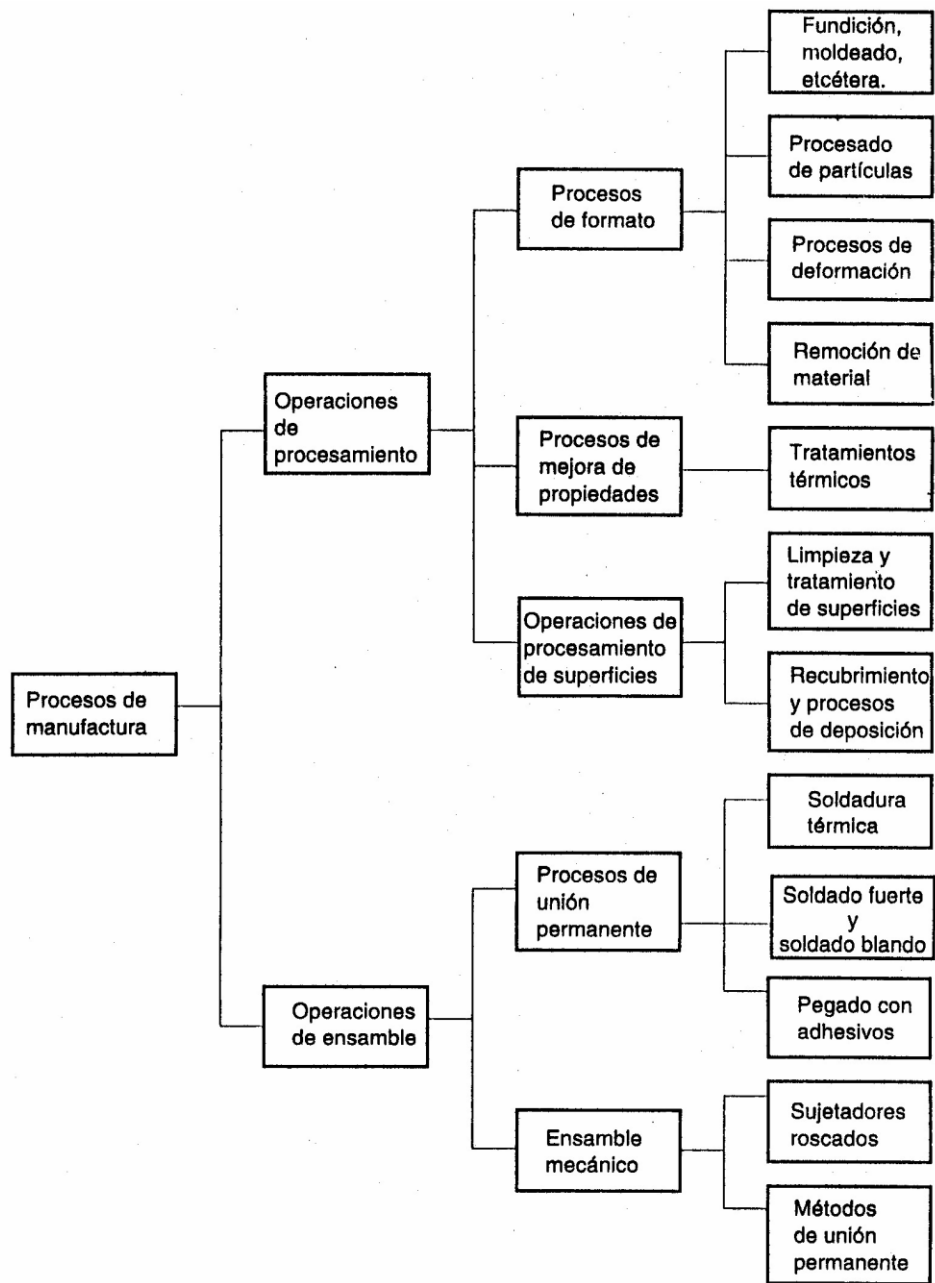 Fundición,
moldeado,
etcétera.
Procesado
de partículas
Procesos
de formato
Procesos de
deformación
Remoción de
material
Operaciones
de
procesamiento
Procesos de
mejora de
propiedades
Tratamientos
térmicos
Limpieza y
tratamiento
de superficies
Operaciones de
procesamiento
de superficies
Recubrimiento
y procesos
de deposición
Procesos de
manufactura
Soldadura
térmica
Procesos de
unión
permanente
Soldado fuerte
y
soldado blando
Operaciones
de ensamble
Pegado con
adhesivos
Ensamble
mecánico
Sujetadores
roscados
Métodos
de unión
permanente